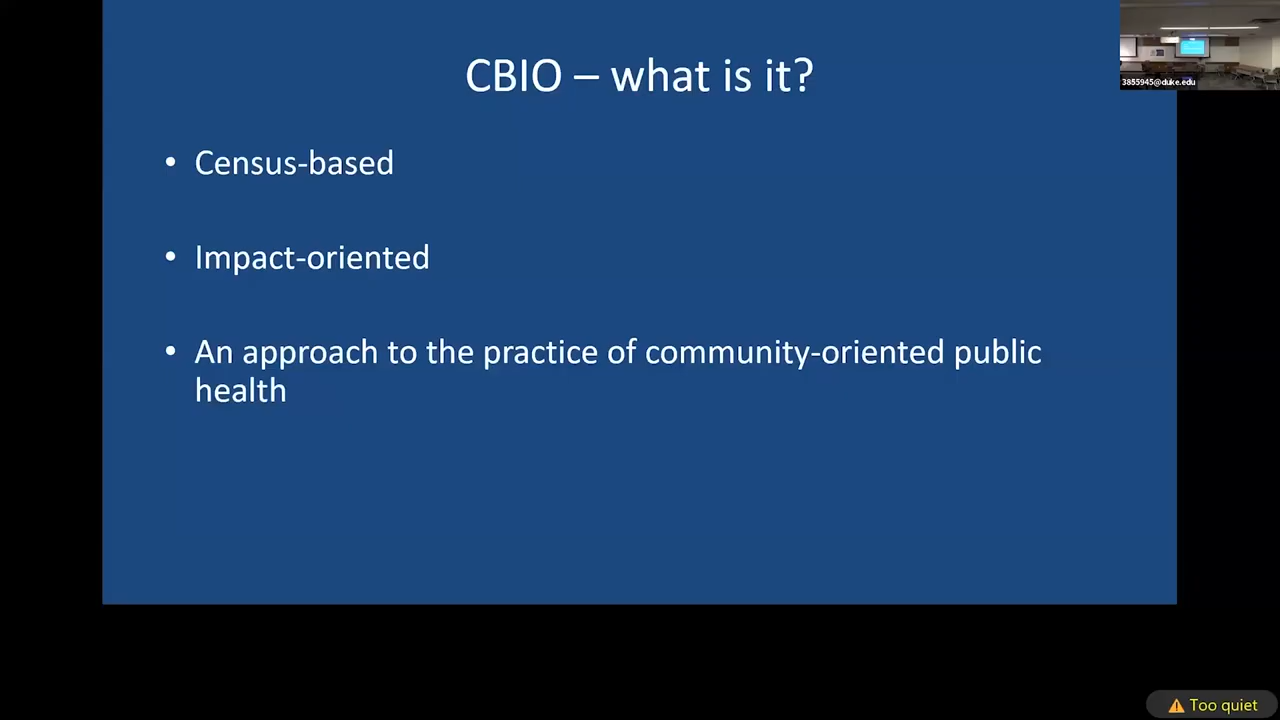 CBIO – what is it?
3855945@duke.edu
• Census-based
• Impact-oriented
• An approach to the practice of community-oriented public
health
Too quiet